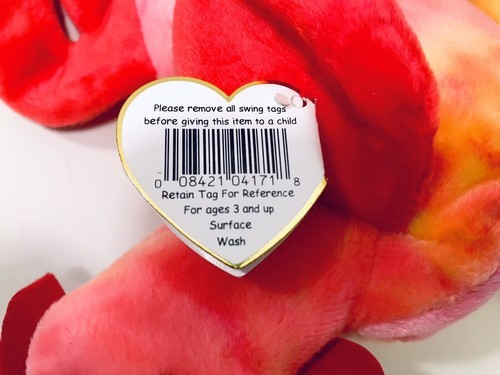 Please remove all swing tags
before giving this item to a child
0 08421 04171 8
Retain Tag For Reference
For ages 3 and up
Surface
Wash